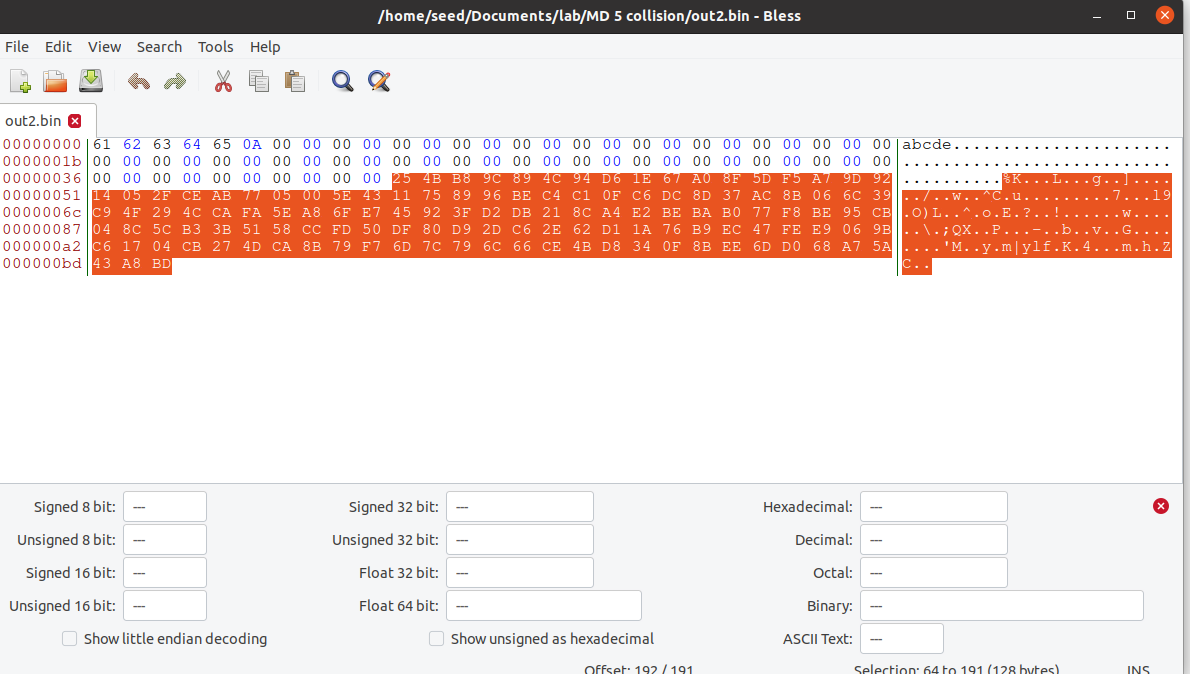 /home/seed/Documents/lab/MD 5 collision/out2.bin - Bless
File Edit View Search Tools Help
out2.bin
00000000 61 62 63 64 65 0A 00 00 00 00 00 00 00 00 00 00 00 00 00 00 00 00 00 00 00 00 00 abcde......................
0000001b 00 00 00 00 00 00 00 00 00 00 00 00 00 00 00 00 00 00 00 00 00 00 00 00 00 00 00 ...........................
00000036 00 00 00 00 00 00 00 00 00 00 25 4B B8 9C 89 4C 94 D6 1E 67 A0 8F 5D F5 A7 9D 92 ..........%K...L...g..]....
00000051 14 05 2F CE AB 77 05 00 5E 43 11 75 89 96 BE C4 C1 0F C6 DC 8D 37 AC 8B 06 6C 39 ../..w..^C.u.........7...l9
0000006c C9 4F 29 4C CA FA 5E A8 6F E7 45 92 3F D2 DB 21 8C A4 E2 BE BA B0 77 F8 BE 95 CB .O)L..^.o.E.?..!......w....
00000087 04 8C 5C B3 3B 51 58 CC FD 50 DF 80 D9 2D C6 2E 62 D1 1A 76 B9 EC 47 FE E9 06 9B ..\.;QX..P...-..b..v..G....
000000a2 C6 17 04 CB 27 4D CA 8B 79 F7 6D 7C 79 6C 66 CE 4B D8 34 0F 8B EE 6D D0 68 A7 5A ....'M..y.m|ylf.K.4...m.h.Z
000000bd 43 A8 BD C..
Signed 8 bit: --- Signed 32 bit: --- Hexadecimal: ---
Unsigned 8 bit: --- Unsigned 32 bit: --- Decimal: ---
Signed 16 bit: --- Float 32 bit: --- Octal: ---
Unsigned 16 bit: --- Float 64 bit: --- Binary: ---
Show little endian decoding Show unsigned as hexadecimal ASCII Text: ---
Offset: 192 / 191 Selection: 64 to 191 (128 bytes) INS